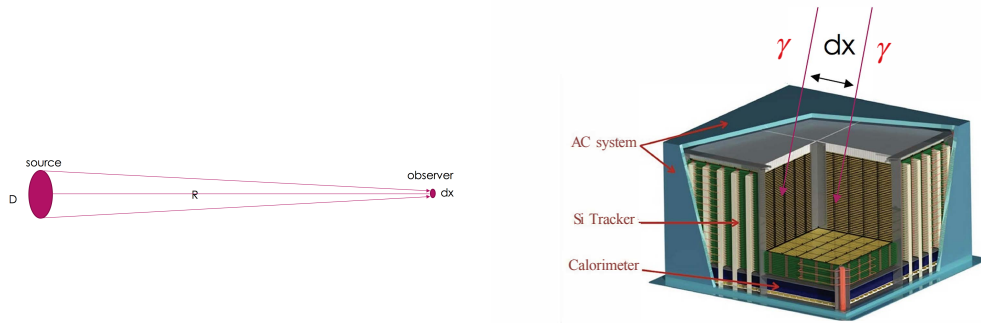 source
D
R
observer
dx
γ
dx
γ
AC system
Si Tracker
Calorimeter